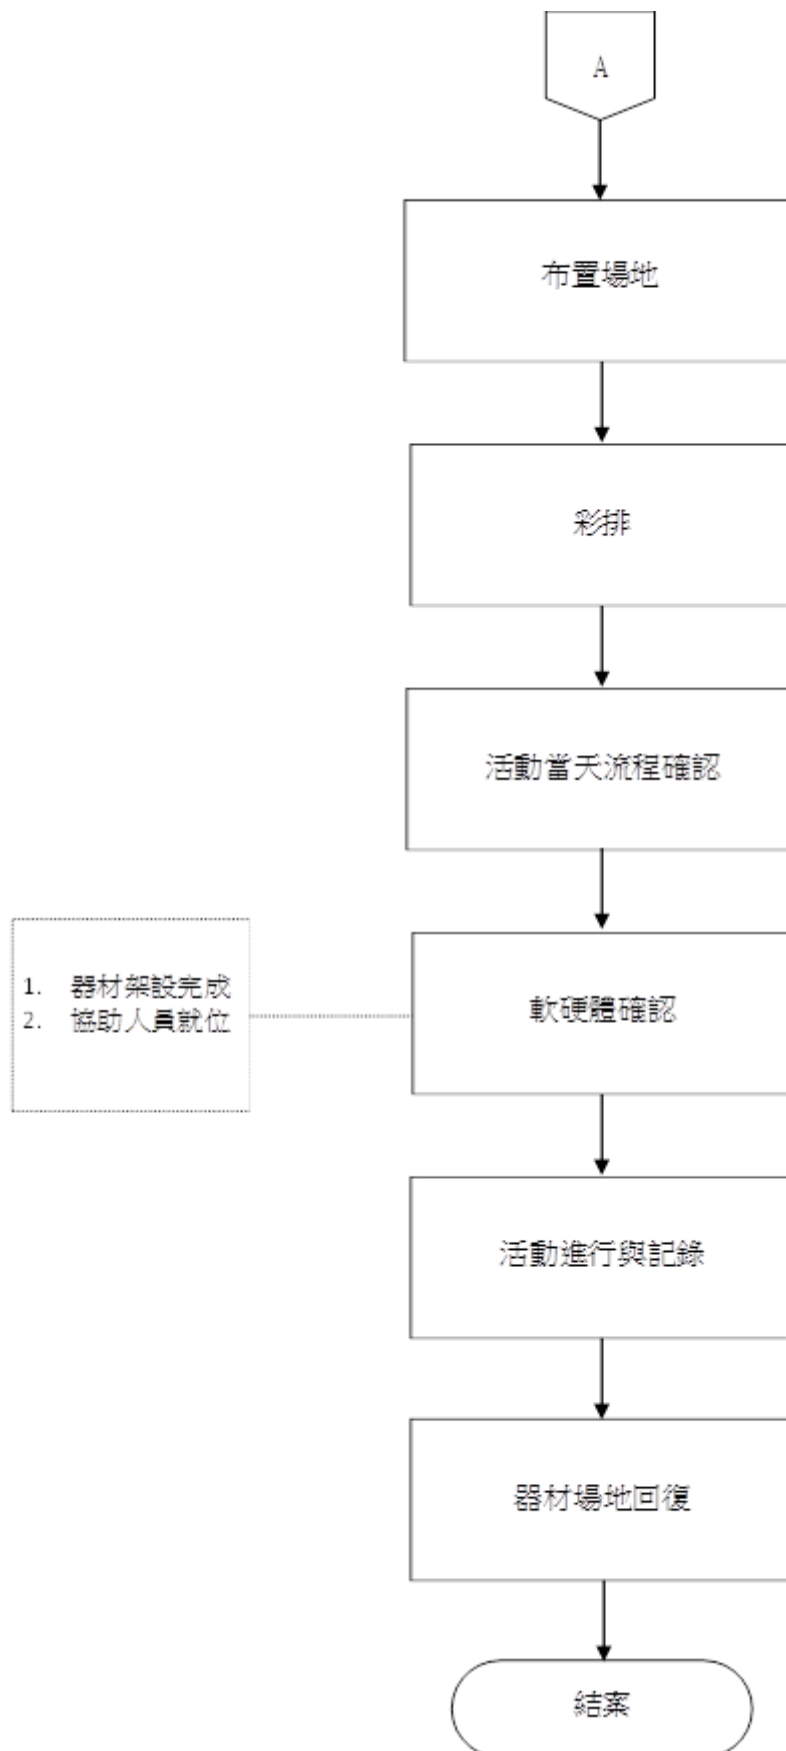 A
布置場地
彩排
活動當天流程確認
1. 器材架設完成
2. 協助人員就位
軟硬體確認
活動進行與記錄
器材場地回復
結案